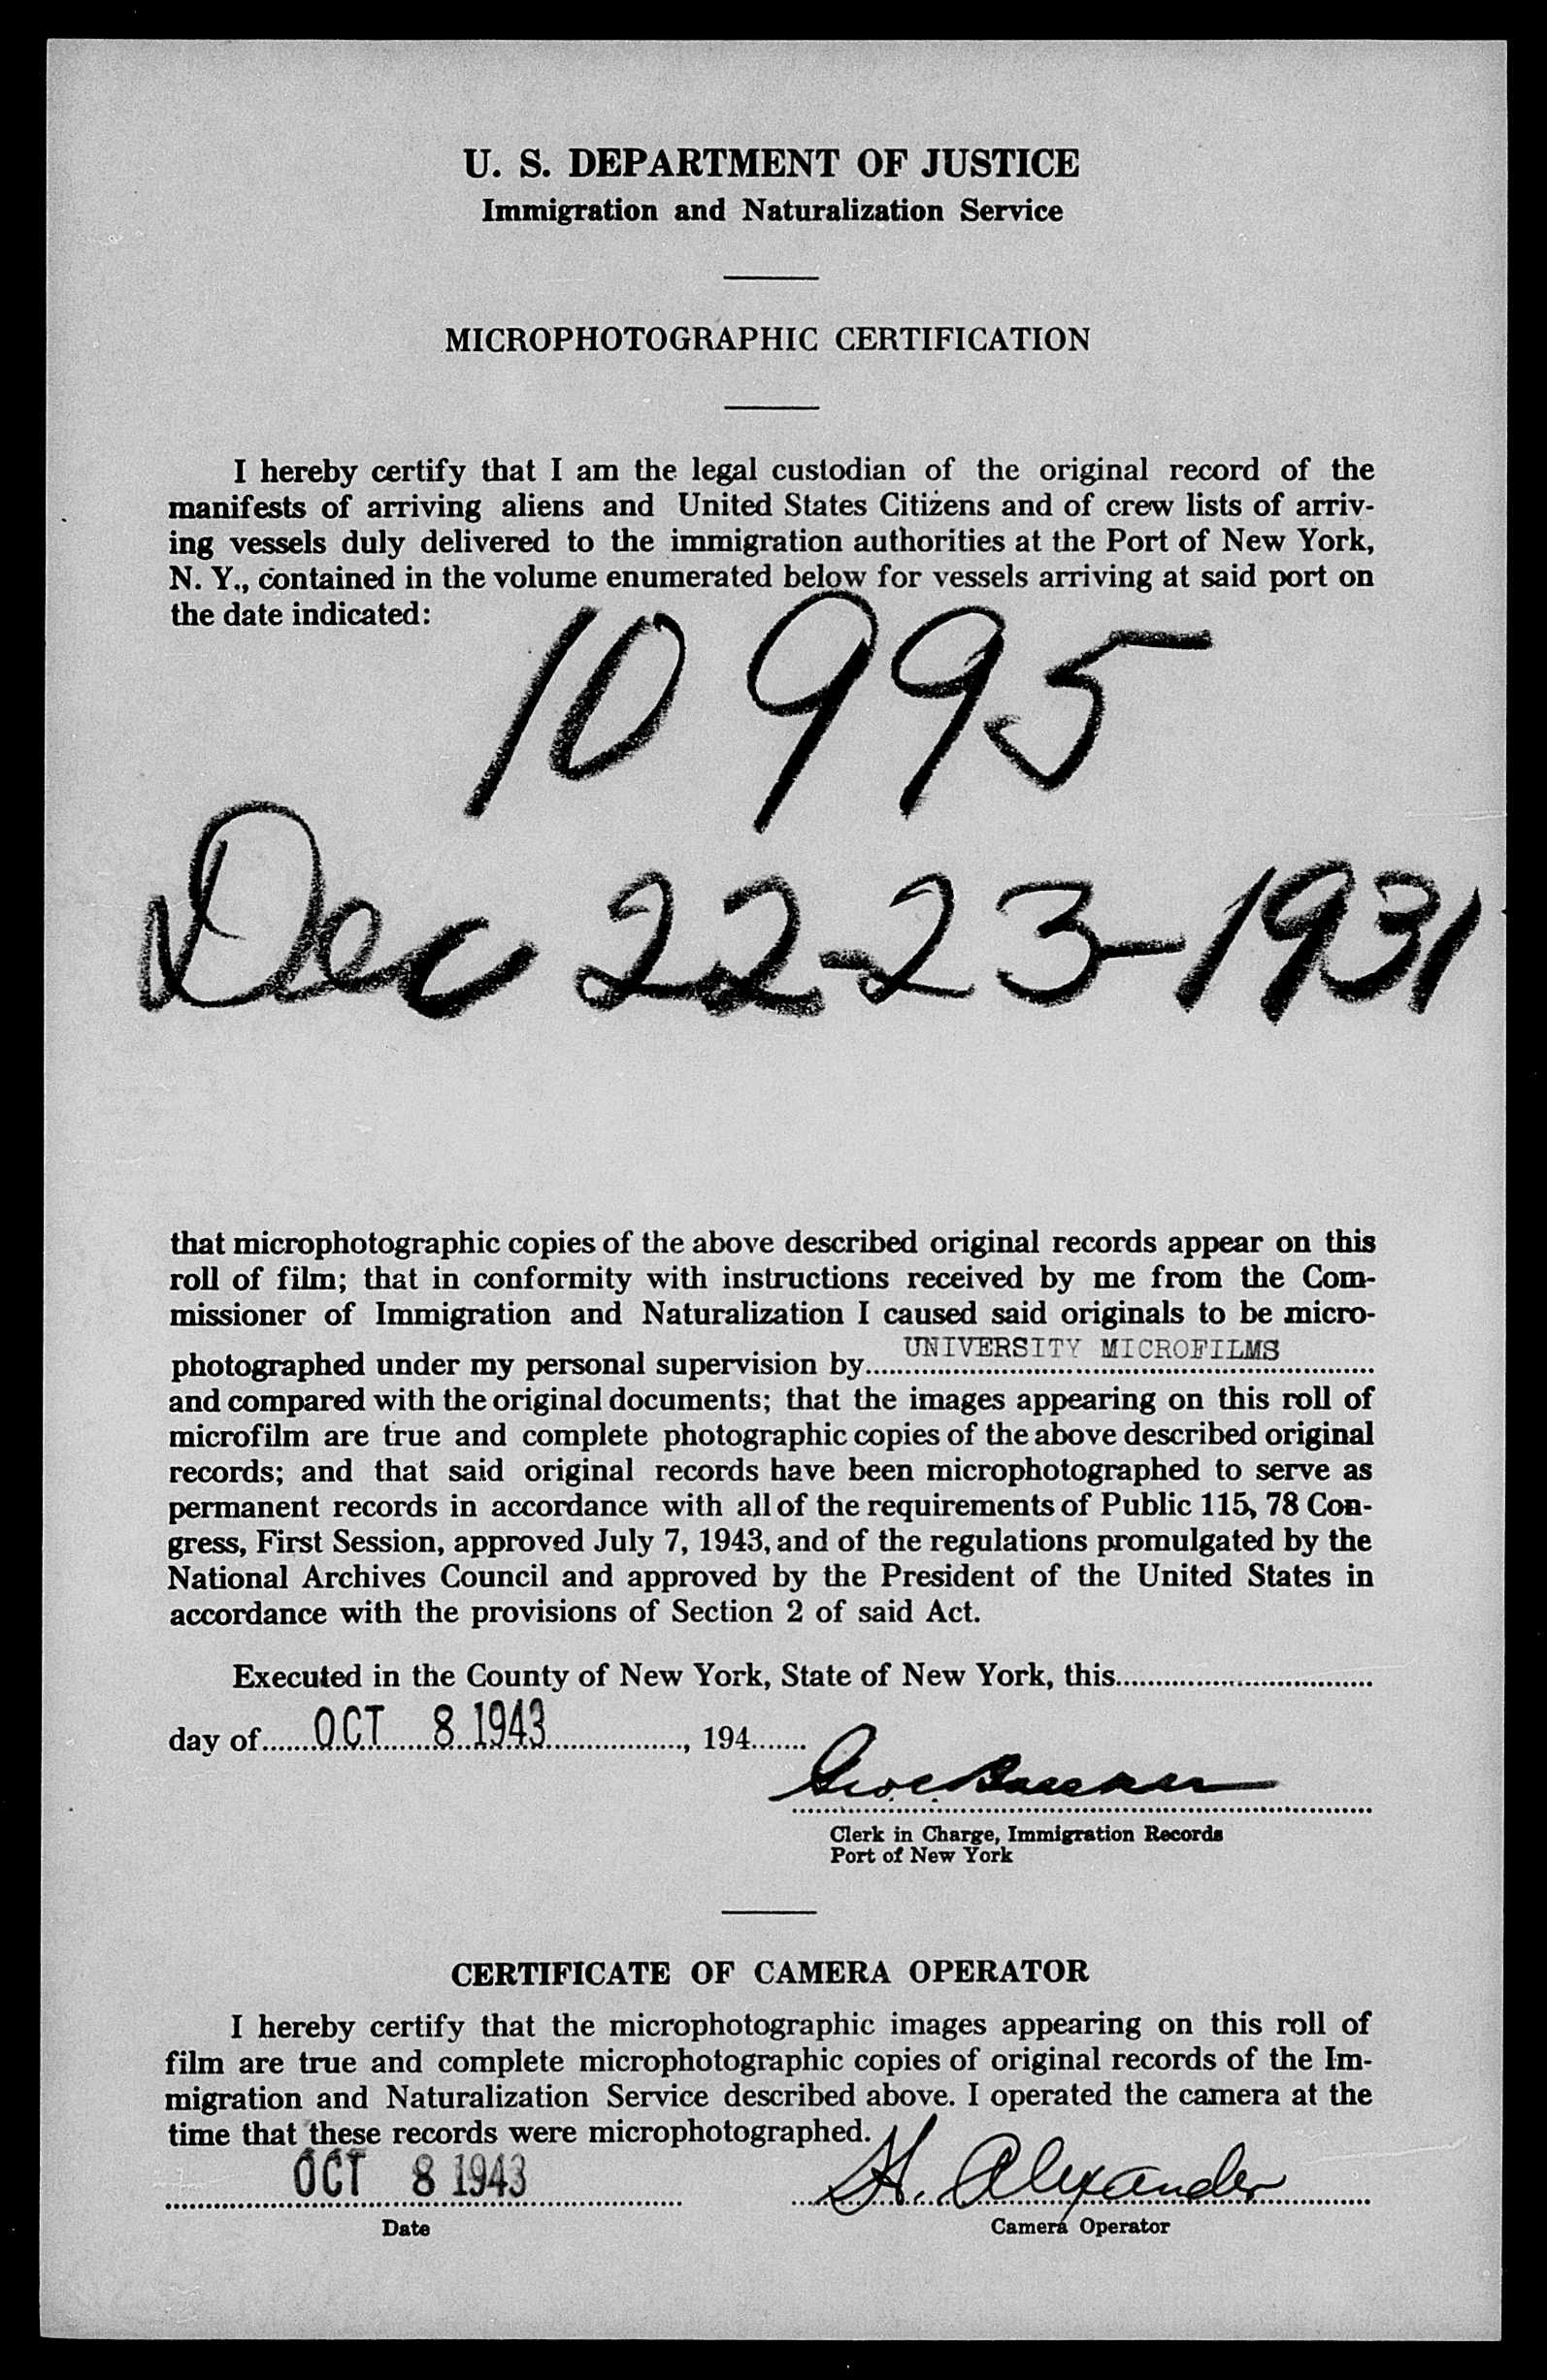 U. S. DEPARTMENT OF JUSTICE
Immigration and Naturalization Service
MICROPHOTOGRAPHIC CERTIFICATION
I hereby certify that I am the legal custodian of the original record of the
manifests of arriving aliens and United States Citizens and of crew lists of arriv-
ing vessels duly delivered to the immigration authorities at the Port of New York,
N. Y., contained in the volume enumerated below for vessels arriving at said port on
the date indicated:
10995
Dec 22-23-1931
that microphotographic copies of the above described original records appear on this
roll of film; that in conformity with instructions received by me from the Com-
missioner of Immigration and Naturalization I caused said originals to be micro-
photographed under my personal supervision by UNIVERSITY MICROFILMS
and compared with the original documents; that the images appearing on this roll of
microfilm are true and complete photographic copies of the above described original
records; and that said original records have been microphotographed to serve as
permanent records in accordance with all of the requirements of Public 115, 78 Con-
gress, First Session, approved July 7, 1943, and of the regulations promulgated by the
National Archives Council and approved by the President of the United States in
accordance with the provisions of Section 2 of said Act.
Executed in the County of New York, State of New York, this
day of OCT 8 1943, 194
Clerk in Charge, Immigration Records
Port of New York
CERTIFICATE OF CAMERA OPERATOR
I hereby certify that the microphotographic images appearing on this roll of
film are true and complete microphotographic copies of original records of the Im-
migration and Naturalization Service described above. I operated the camera at the
time that these records were microphotographed.
OCT 8 1943 H. Alexander
Date Camera Operator